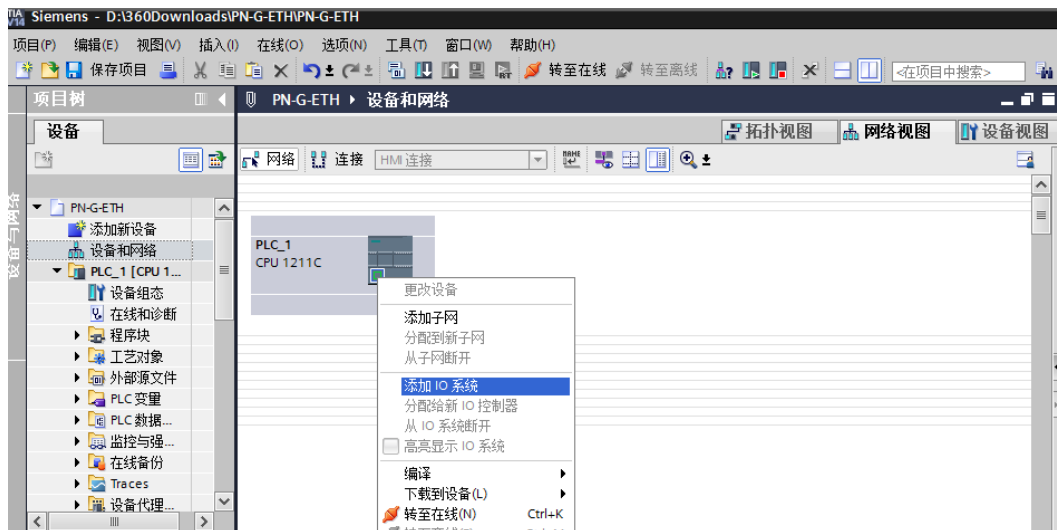 TIA V14 Siemens - D:\360Downloads\PN-G-ETH\PN-G-ETH
项目(P) 编辑(E) 视图(V) 插入(I) 在线(O) 选项(N) 工具(T) 窗口(W) 帮助(H)
保存项目 转至在线 转至离线 <在项目中搜索>
项目树
PN-G-ETH 设备和网络
设备
拓扑视图 网络视图 设备视图
网络 连接 HMI 连接
设备与网络
PN-G-ETH
添加新设备
设备和网络
PLC_1 [CPU 1...
设备组态
在线和诊断
程序块
工艺对象
外部源文件
PLC 变量
PLC 数据...
监控与强...
在线备份
Traces
设备代理...
PLC_1
CPU 1211C
更改设备
添加子网
分配到新子网
从子网断开
添加 IO 系统
分配给新 IO 控制器
从 IO 系统断开
高亮显示 IO 系统
编译
下载到设备(L)
转至在线(N) Ctrl+K